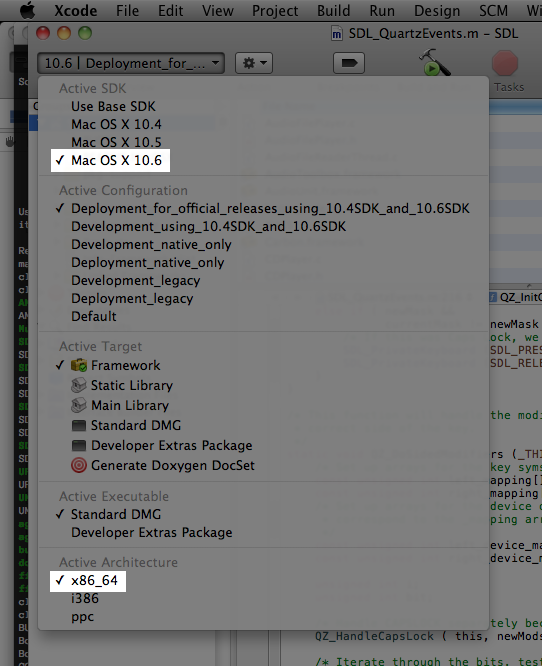 Xcode File Edit View Project Build Run Design SCM Wi
SDL_QuartzEvents.m – SDL
10.6 | Deployment_for_...
Tasks
Active SDK
Use Base SDK
Mac OS X 10.4
Mac OS X 10.5
✓ Mac OS X 10.6
Active Configuration
✓ Deployment_for_official_releases_using_10.4SDK_and_10.6SDK
Development_using_10.4SDK_and_10.6SDK
Development_native_only
Deployment_native_only
Development_legacy
Deployment_legacy
Default
Active Target
✓ Framework
Static Library
Main Library
Standard DMG
Developer Extras Package
Generate Doxygen DocSet
Active Executable
✓ Standard DMG
Developer Extras Package
Active Architecture
✓ x86_64
i386
ppc
QZ_InitO
newMask
ock, we
SDL_PRES
SDL_RELE
the modi
rs (_THI
key syms
mapping[]
_mapping
device d
ping arr
_device_ma
_device_m
tely bec
QZ_HandleCapsLock ( this, newMods
/* Iterate through the bits, test